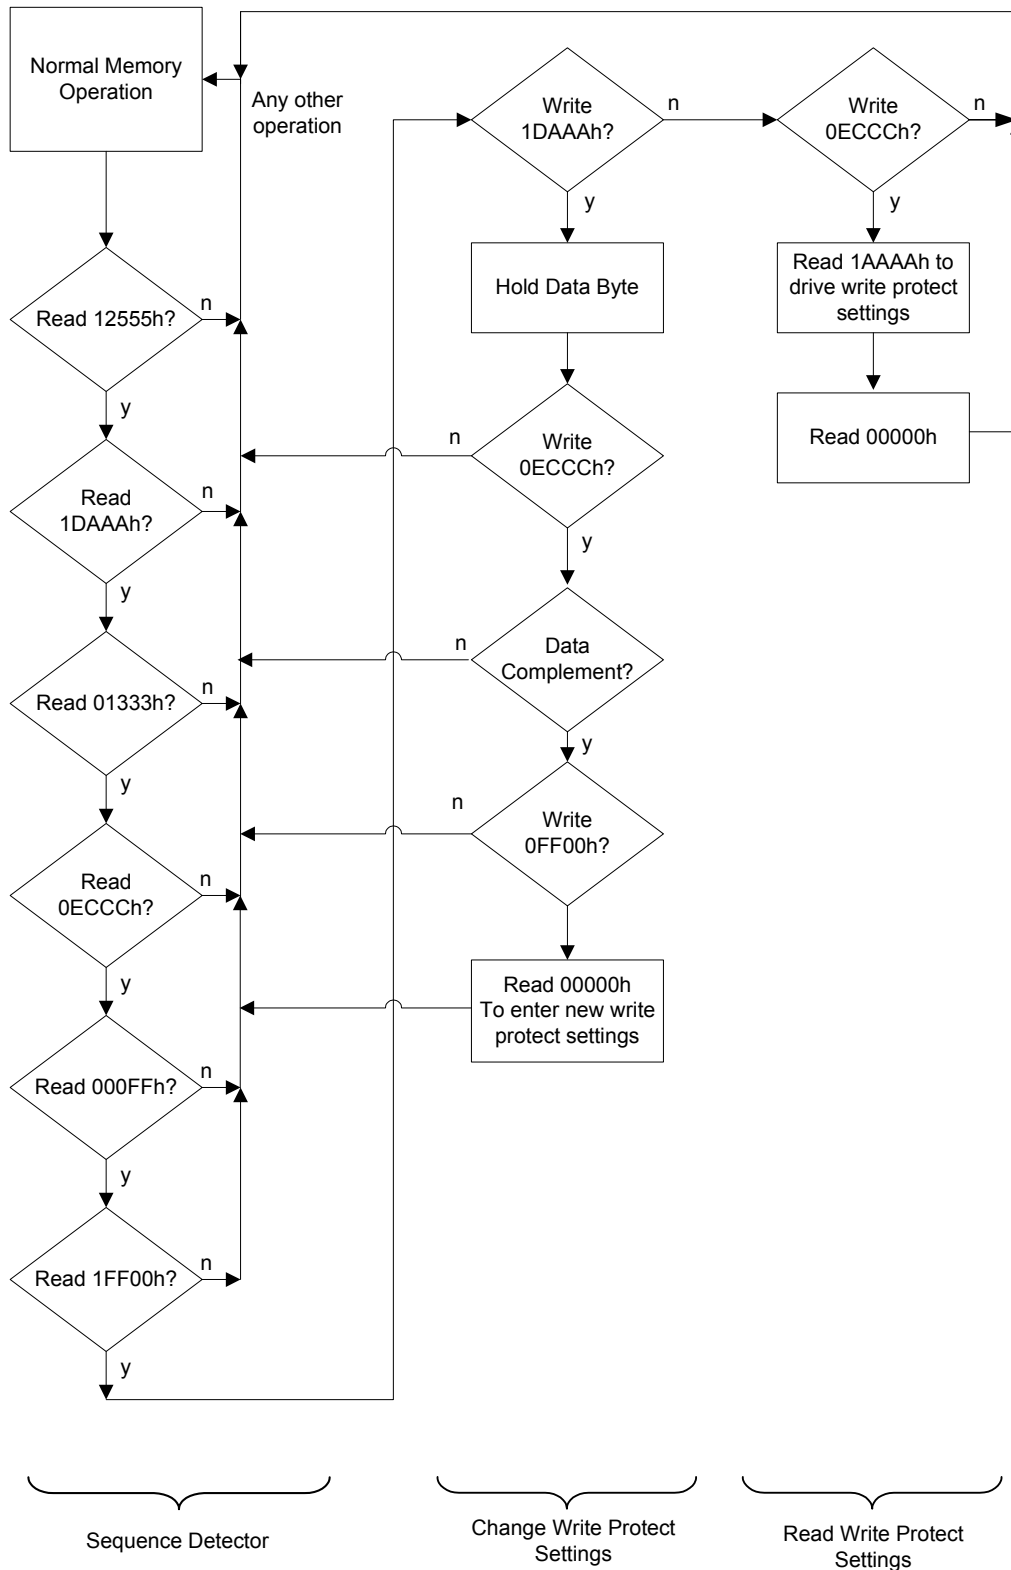 Normal Memory
Operation
Any other
operation
Read 12555h?
n
y
Read
1DAAAh?
n
y
Read 01333h?
n
y
Read
0ECCCh?
n
y
Read 000FFh?
n
y
Read 1FF00h?
n
y
Write
1DAAAh?
n
y
Hold Data Byte
Write
0ECCCh?
n
y
Data
Complement?
n
y
Write
0FF00h?
n
Read 00000h
To enter new write
protect settings
Write
0ECCCh?
n
y
Read 1AAAAh to
drive write protect
settings
Read 00000h
Sequence Detector
Change Write Protect
Settings
Read Write Protect
Settings